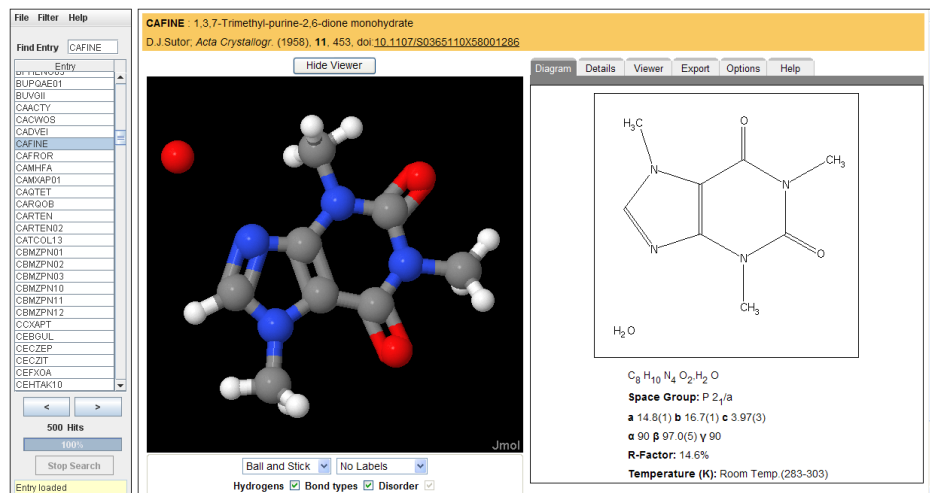 File Filter Help
Find Entry CAFINE
Entry
BUPQAE01
BUVGII
CAACTY
CACWOS
CADVEI
CAFINE
CAFROR
CAMHFA
CAMXAP01
CAQTET
CARQOB
CARTEN
CARTEN02
CATCOL13
CBMZPN01
CBMZPN02
CBMZPN03
CBMZPN10
CBMZPN11
CBMZPN12
CCXAPT
CEBGUL
CECZEP
CECZIT
CEFXOA
CEHTAK10
< >
500 Hits
100%
Stop Search
Entry loaded
CAFINE : 1,3,7-Trimethyl-purine-2,6-dione monohydrate
D.J.Sutor; Acta Crystallogr. (1958), 11, 453, doi:10.1107/S0365110X58001286
Hide Viewer
Jmol
Ball and Stick No Labels
Hydrogens Bond types Disorder
Diagram Details Viewer Export Options Help
H₃C
O
CH₃
N
N
N
O
N
CH₃
H₂O
C₈ H₁₀ N₄ O₂,H₂ O
Space Group: P 2₁/a
a 14.8(1) b 16.7(1) c 3.97(3)
α 90 β 97.0(5) γ 90
R-Factor: 14.6%
Temperature (K): Room Temp.(283-303)